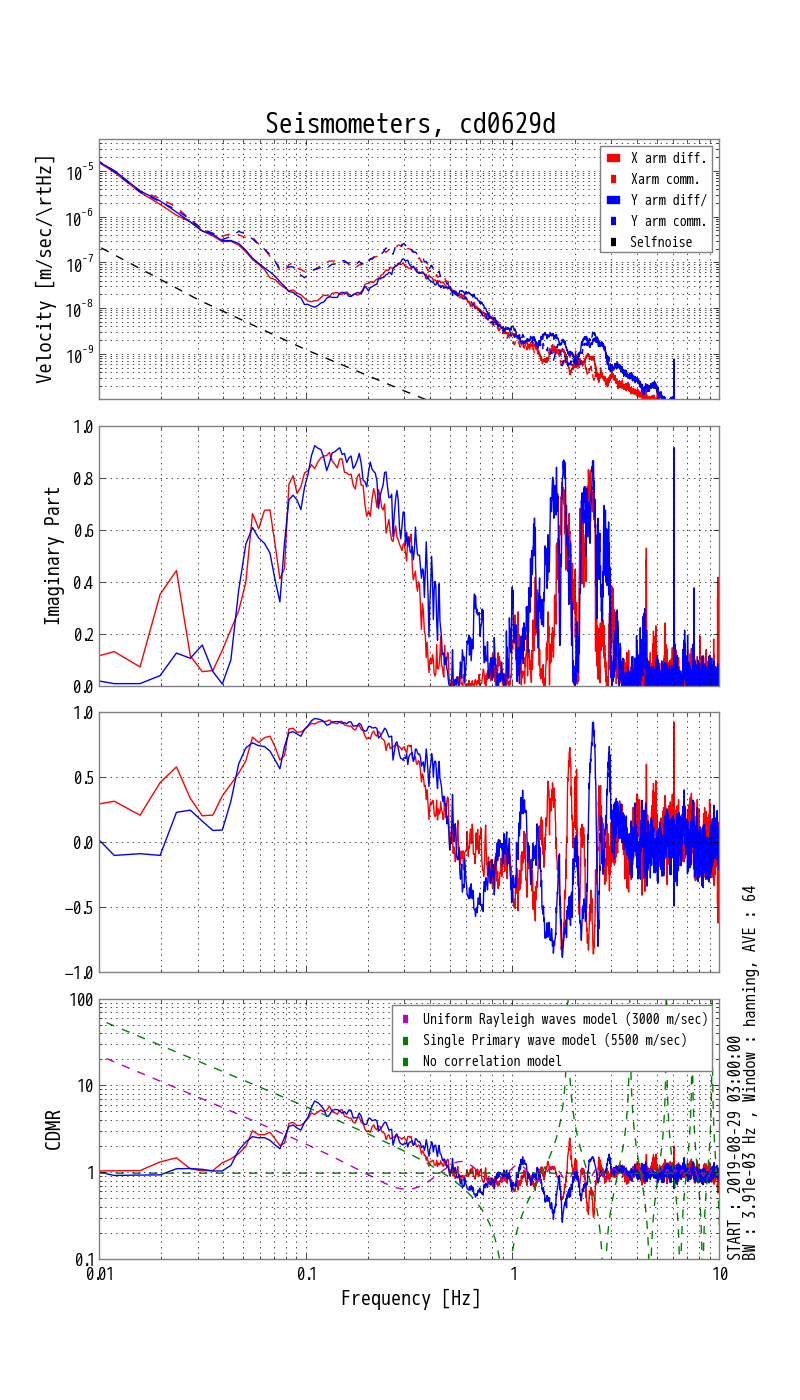 Seismometers, cd0629d
Velocity [m/sec/\rtHz]
10^-5
10^-6
10^-7
10^-8
10^-9
X arm diff.
Xarm comm.
Y arm diff/
Y arm comm.
Selfnoise
Imaginary Part
1.0
0.8
0.6
0.4
0.2
0.0
1.0
0.5
0.0
−0.5
−1.0
CDMR
100
10
1
0.1
Uniform Rayleigh waves model (3000 m/sec)
Single Primary wave model (5500 m/sec)
No correlation model
0.01
0.1
1
10
Frequency [Hz]
START : 2019-08-29 03:00:00
BW : 3.91e-03 Hz , Window : hanning, AVE : 64